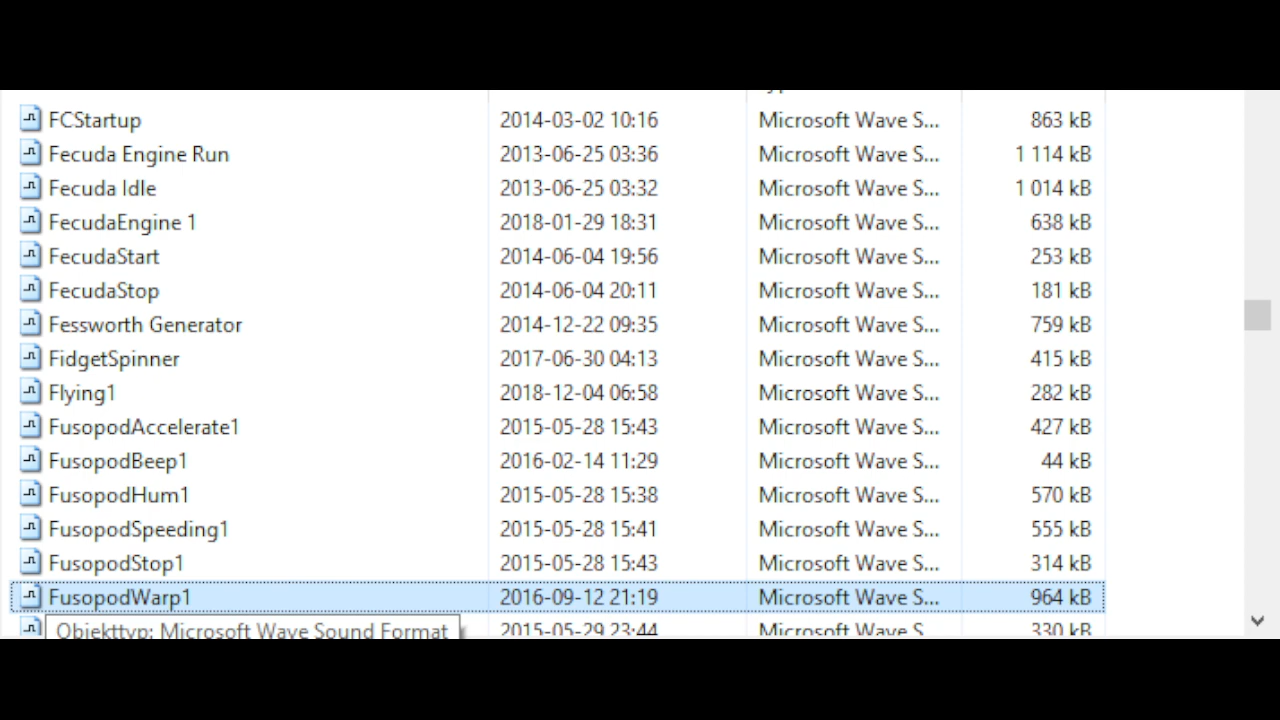 FCStartup 2014-03-02 10:16 Microsoft Wave S... 863 kB
Fecuda Engine Run 2013-06-25 03:36 Microsoft Wave S... 1 114 kB
Fecuda Idle 2013-06-25 03:32 Microsoft Wave S... 1 014 kB
FecudaEngine 1 2018-01-29 18:31 Microsoft Wave S... 638 kB
FecudaStart 2014-06-04 19:56 Microsoft Wave S... 253 kB
FecudaStop 2014-06-04 20:11 Microsoft Wave S... 181 kB
Fessworth Generator 2014-12-22 09:35 Microsoft Wave S... 759 kB
FidgetSpinner 2017-06-30 04:13 Microsoft Wave S... 415 kB
Flying1 2018-12-04 06:58 Microsoft Wave S... 282 kB
FusopodAccelerate1 2015-05-28 15:43 Microsoft Wave S... 427 kB
FusopodBeep1 2016-02-14 11:29 Microsoft Wave S... 44 kB
FusopodHum1 2015-05-28 15:38 Microsoft Wave S... 570 kB
FusopodSpeeding1 2015-05-28 15:41 Microsoft Wave S... 555 kB
FusopodStop1 2015-05-28 15:43 Microsoft Wave S... 314 kB
FusopodWarp1 2016-09-12 21:19 Microsoft Wave S... 964 kB
Objekttyp: Microsoft Wave Sound Format 2015-05-29 23:44 Microsoft Wave S 330 kB